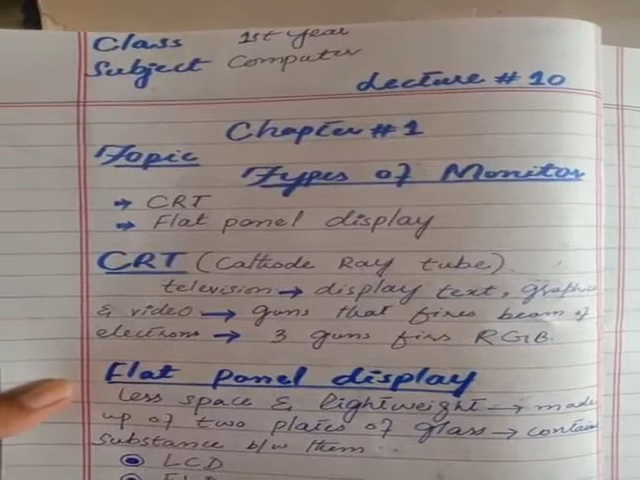 Class 1st year
Subject Computer
Lecture # 10
Chapter # 1
Topic
Types of Monitor
→ CRT
→ Flat panel display
CRT (Cathode Ray tube)
television → display text, graphics
& video → guns that fires beam of
electrons → 3 guns fires RGB.
Flat panel display
less space & lightweight → made
up of two plates of glass → contain
substance b/w them
LCD